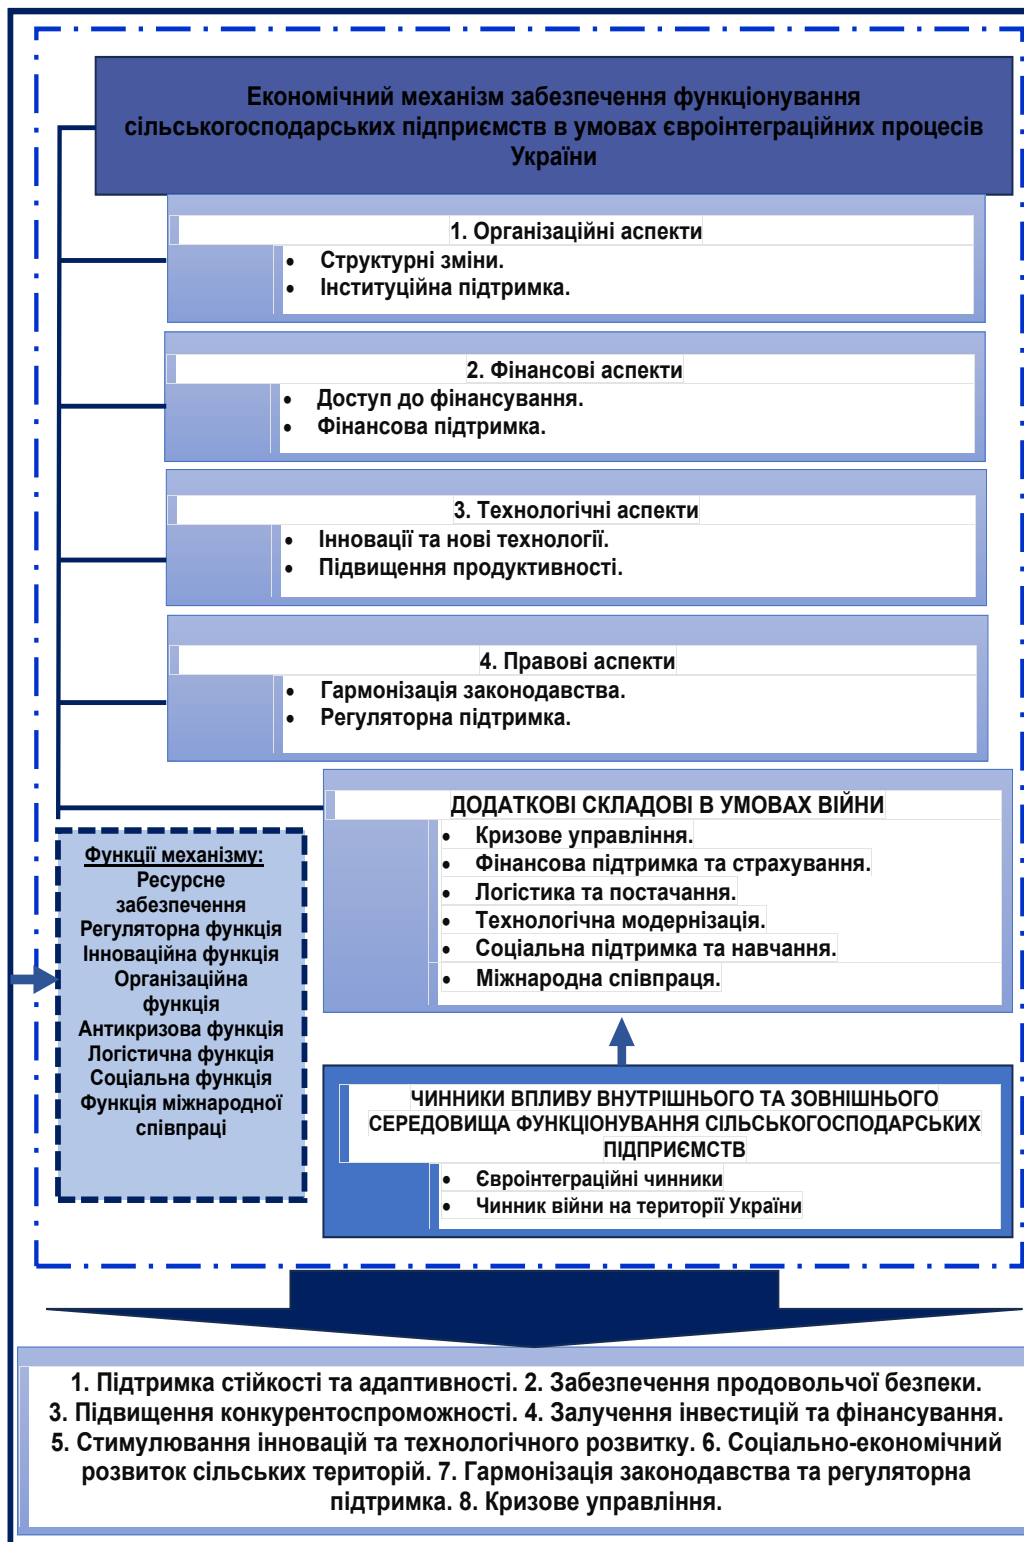 Економічний механізм забезпечення функціонування
сільськогосподарських підприємств в умовах євроінтеграційних процесів
України
1. Організаційні аспекти
• Структурні зміни.
• Інституційна підтримка.
2. Фінансові аспекти
• Доступ до фінансування.
• Фінансова підтримка.
3. Технологічні аспекти
• Інновації та нові технології.
• Підвищення продуктивності.
4. Правові аспекти
• Гармонізація законодавства.
• Регуляторна підтримка.
ДОДАТКОВІ СКЛАДОВІ В УМОВАХ ВІЙНИ
• Кризове управління.
• Фінансова підтримка та страхування.
• Логістика та постачання.
• Технологічна модернізація.
• Соціальна підтримка та навчання.
• Міжнародна співпраця.
Функції механізму:
Ресурсне
забезпечення
Регуляторна функція
Інноваційна функція
Організаційна
функція
Антикризова функція
Логістична функція
Соціальна функція
Функція міжнародної
співпраці
ЧИННИКИ ВПЛИВУ ВНУТРІШНЬОГО ТА ЗОВНІШНЬОГО
СЕРЕДОВИЩА ФУНКЦІОНУВАННЯ СІЛЬСЬКОГОСПОДАРСЬКИХ
ПІДПРИЄМСТВ
• Євроінтеграційні чинники
• Чинник війни на території України
1. Підтримка стійкості та адаптивності. 2. Забезпечення продовольчої безпеки.
3. Підвищення конкурентоспроможності. 4. Залучення інвестицій та фінансування.
5. Стимулювання інновацій та технологічного розвитку. 6. Соціально-економічний
розвиток сільських територій. 7. Гармонізація законодавства та регуляторна
підтримка. 8. Кризове управління.